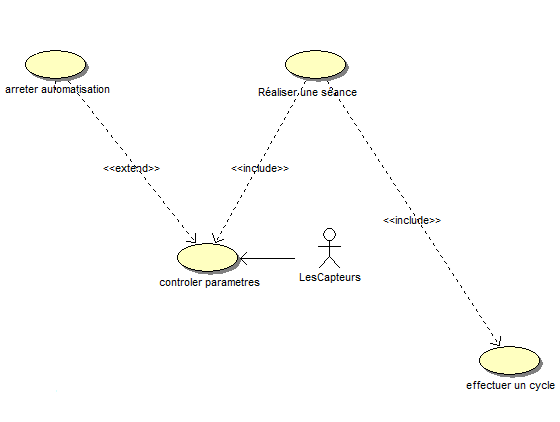 arreter automatisation
Réaliser une séance
<<extend>>
<<include>>
<<include>>
controler parametres
LesCapteurs
effectuer un cycle